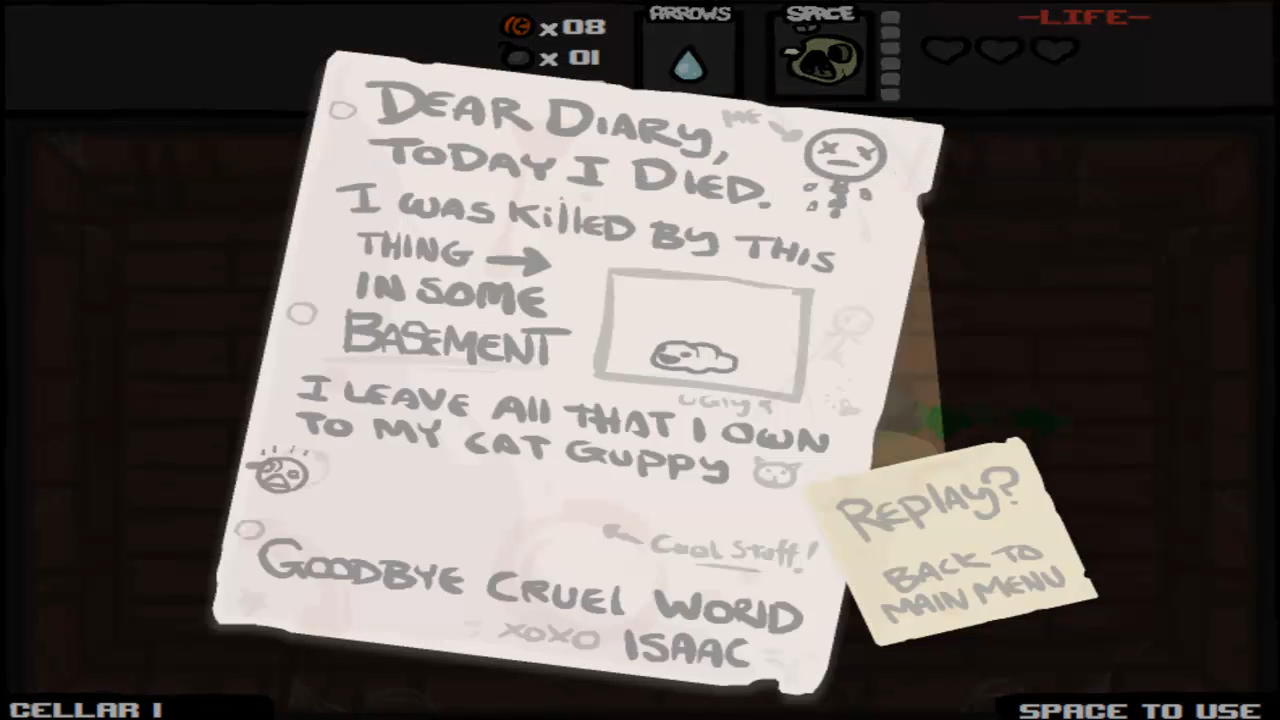 x08
x 01
ARROWS
SPACE
-LIFE-
DEAR DIARY,
TODAY I DIED.
ME
I WAS KillED BY THIS
THING →
IN SOME
BASEMENT
UGLY
I LEAVE All THAT I OWN
TO MY CAT GUPPY
← Cool Stuff!
GOODBYE CRUEl WORlD
XOXO ISAAC
REPlAY?
BACK TO
MAIN MENU
CELLAR I
SPACE TO USE